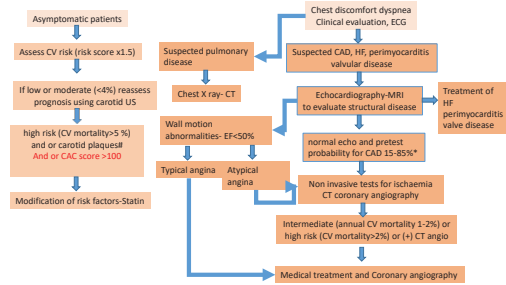 Asymptomatic patients
Assess CV risk (risk score x1.5)
If low or moderate (<4%) reassess
prognosis using carotid US
high risk (CV mortality>5 %)
and or carotid plaques#
And or CAC score >100
Modification of risk factors-Statin
Chest discomfort dyspnea
Clinical evaluation, ECG
Suspected pulmonary
disease
Chest X ray- CT
Suspected CAD, HF, perimyocarditis
valvular disease
Echocardiography-MRI
to evaluate structural disease
Treatment of
HF
perimyocarditis
valve disease
Wall motion
abnormalities- EF<50%
normal echo and pretest
probability for CAD 15-85%*
Typical angina
Atypical
angina
Non invasive tests for ischaemia
CT coronary angiography
Intermediate (annual CV mortality 1-2%) or
high risk (CV mortality>2%) or (+) CT angio
Medical treatment and Coronary angiography